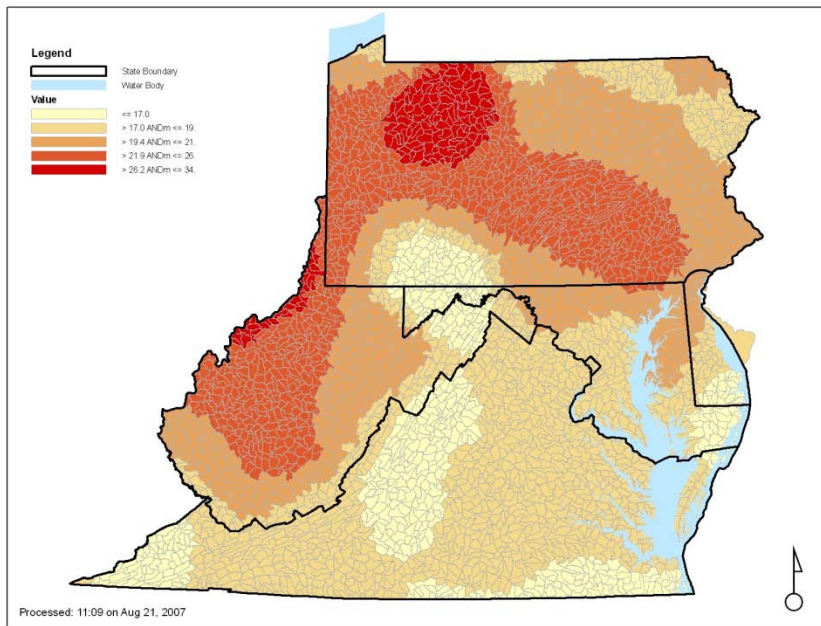 Legend
State Boundary
Water Body
Value
<= 17.0
> 17.0 ANDm <= 19.
> 19.4 ANDm <= 21.
> 21.9 ANDm <= 26.
> 26.2 ANDm <= 34.
Processed: 11:09 on Aug 21, 2007